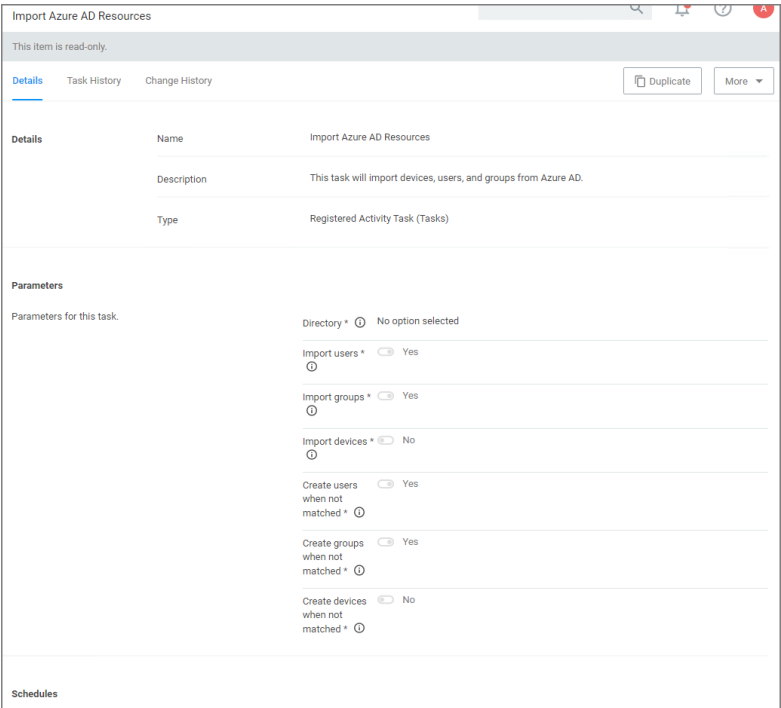 Import Azure AD Resources
A
This item is read-only.
Details
Task History
Change History
Duplicate
More
Details
Name
Import Azure AD Resources
Description
This task will import devices, users, and groups from Azure AD.
Type
Registered Activity Task (Tasks)
Parameters
Parameters for this task.
Directory *
No option selected
Import users *
Yes
Import groups *
Yes
Import devices *
No
Create users
when not
matched *
Yes
Create groups
when not
matched *
Yes
Create devices
when not
matched *
No
Schedules